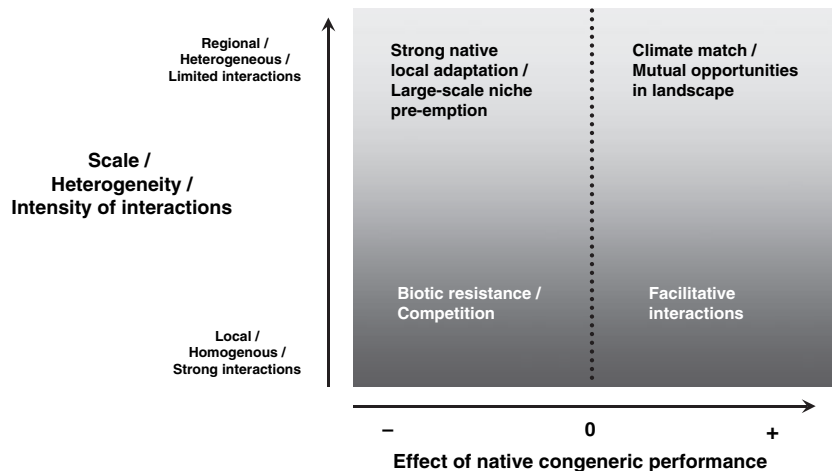 Regional /
Heterogeneous /
Limited interactions
Strong native
local adaptation /
Large-scale niche
pre-emption
Climate match /
Mutual opportunities
in landscape
Scale /
Heterogeneity /
Intensity of interactions
Biotic resistance /
Competition
Facilitative
interactions
Local /
Homogenous /
Strong interactions
– 0 +
Effect of native congeneric performance